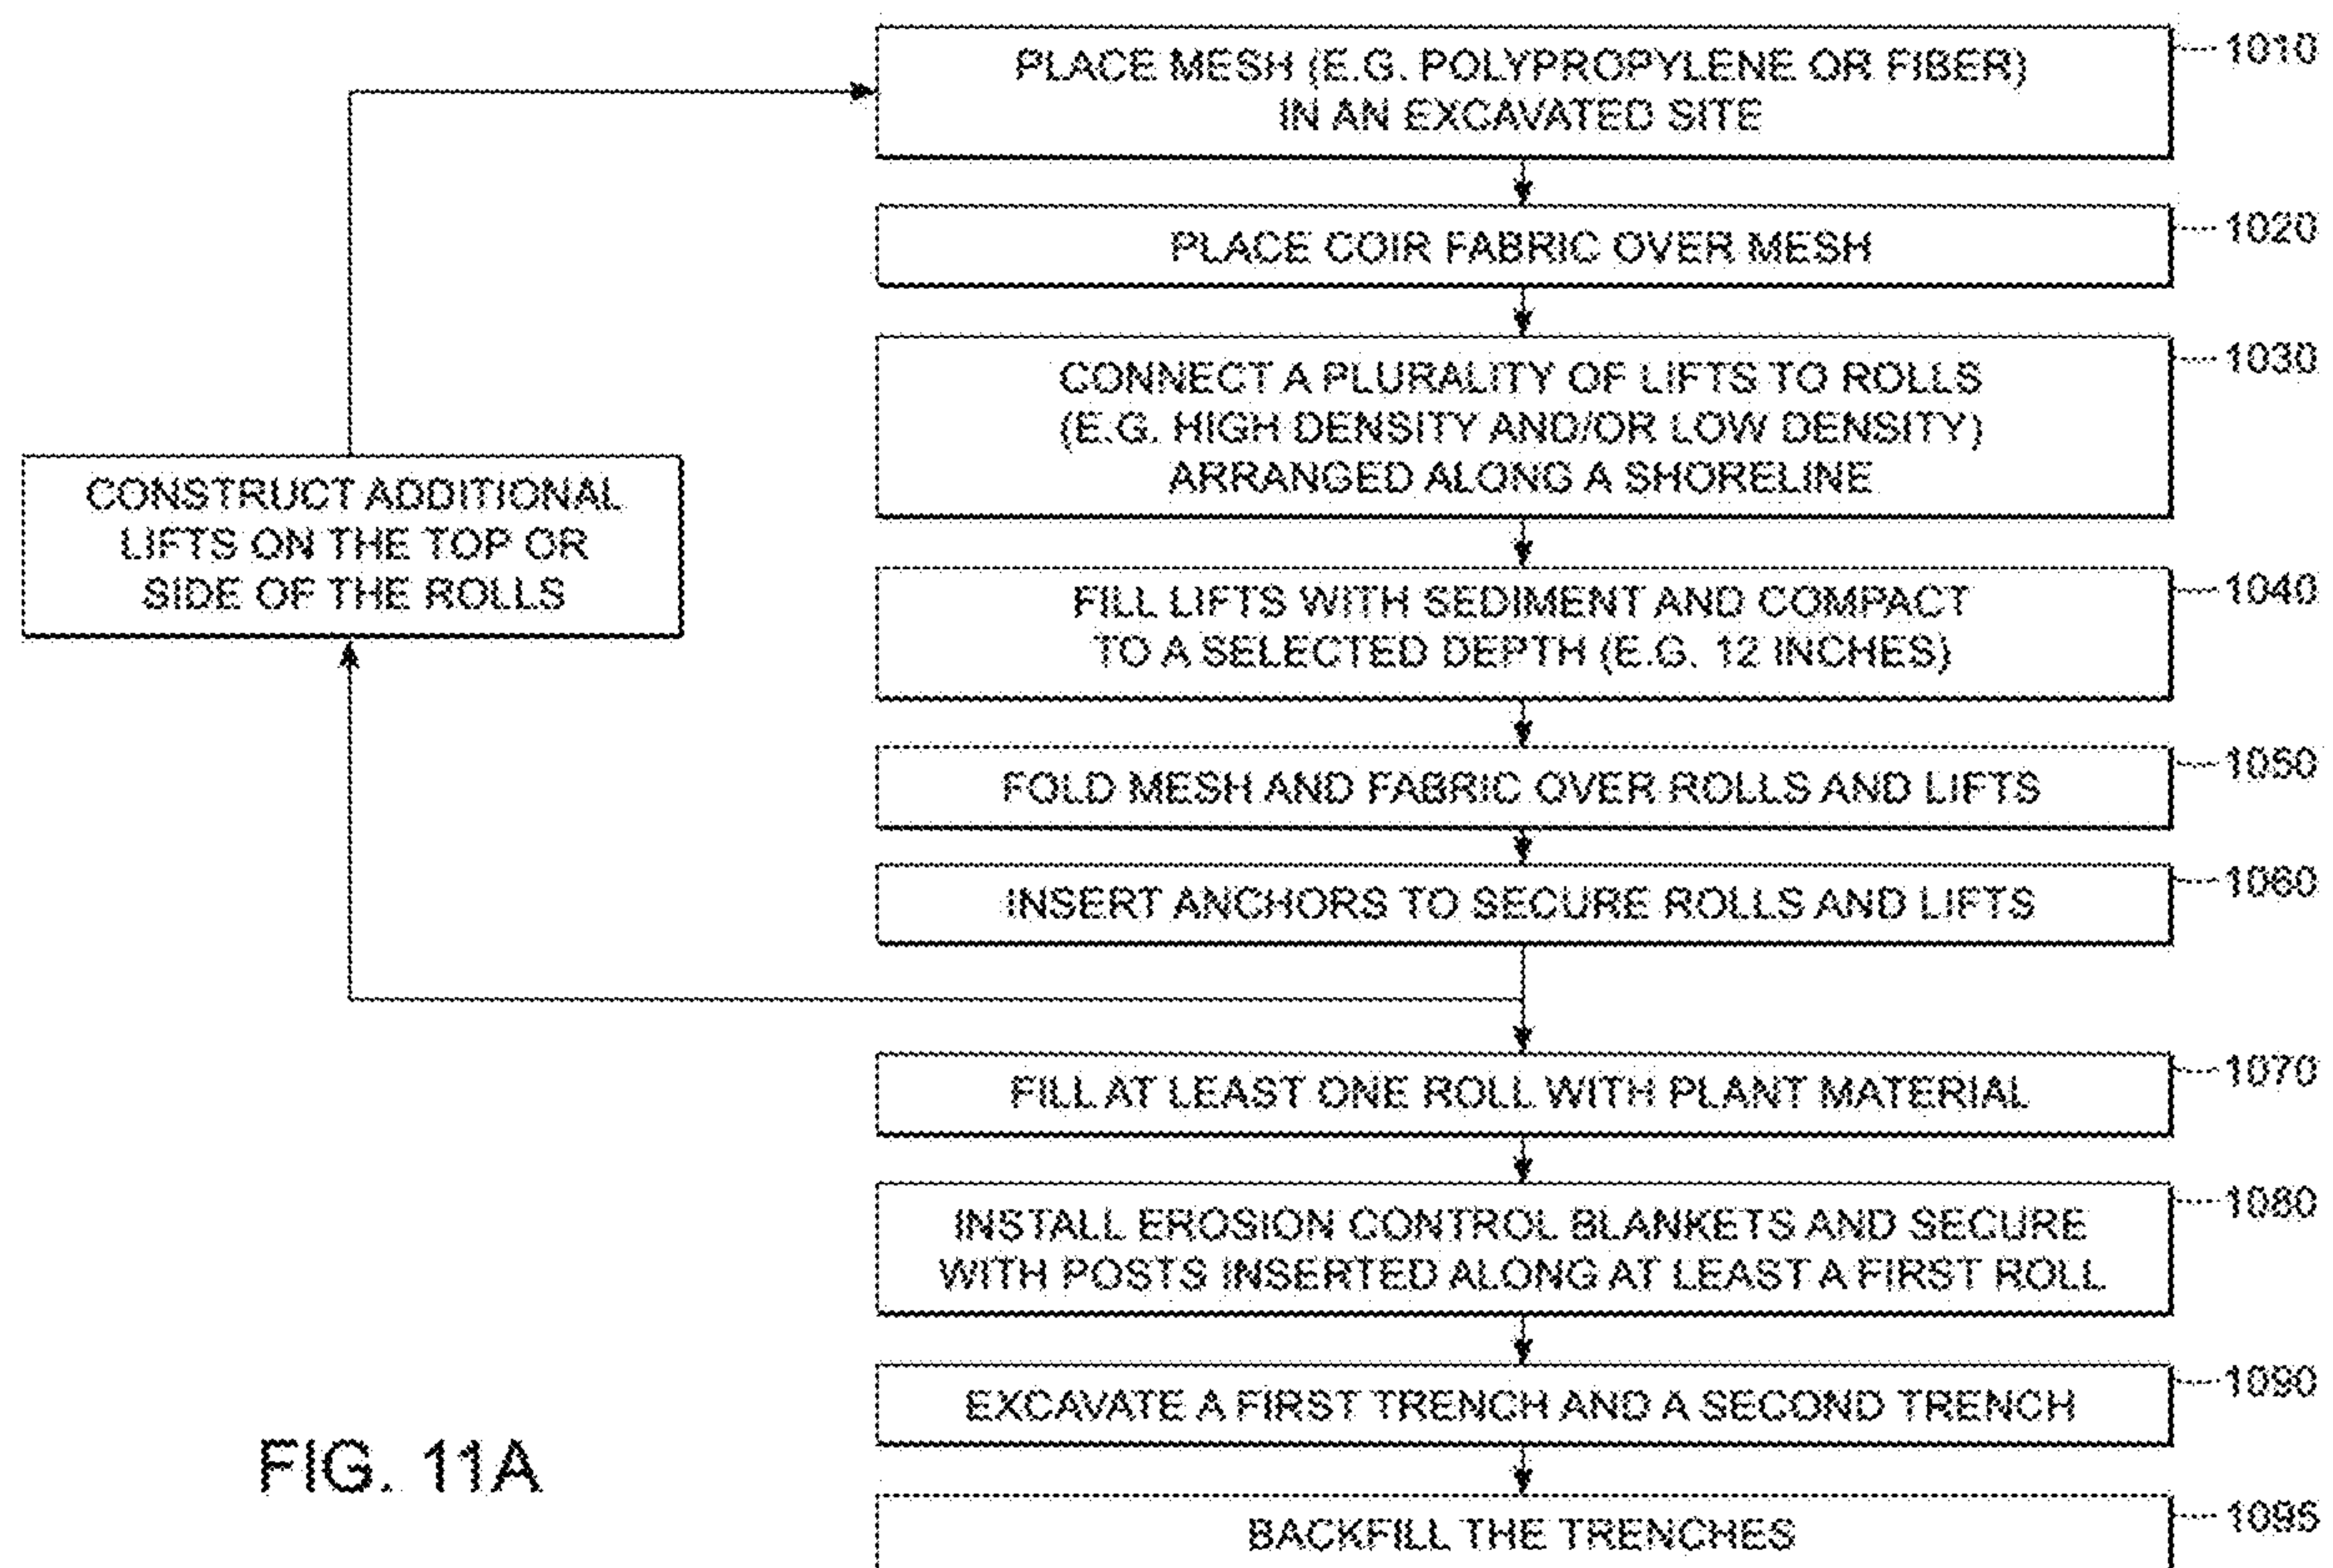 PLACE MESH (E.G. POLYPROPYLENE OR FIBER)
IN AN EXCAVATED SITE
1010
PLACE COIR FABRIC OVER MESH
1020
CONNECT A PLURALITY OF LIFTS TO ROLLS
(E.G. HIGH DENSITY AND/OR LOW DENSITY)
ARRANGED ALONG A SHORELINE
1030
CONSTRUCT ADDITIONAL
LIFTS ON THE TOP OR
SIDE OF THE ROLLS
FILL LIFTS WITH SEDIMENT AND COMPACT
TO A SELECTED DEPTH (E.G. 12 INCHES)
1040
FOLD MESH AND FABRIC OVER ROLLS AND LIFTS
1050
INSERT ANCHORS TO SECURE ROLLS AND LIFTS
1060
FILL AT LEAST ONE ROLL WITH PLANT MATERIAL
1070
INSTALL EROSION CONTROL BLANKETS AND SECURE
WITH POSTS INSERTED ALONG AT LEAST A FIRST ROLL
1080
EXCAVATE A FIRST TRENCH AND A SECOND TRENCH
1090
BACKFILL THE TRENCHES
1095
FIG. 11A